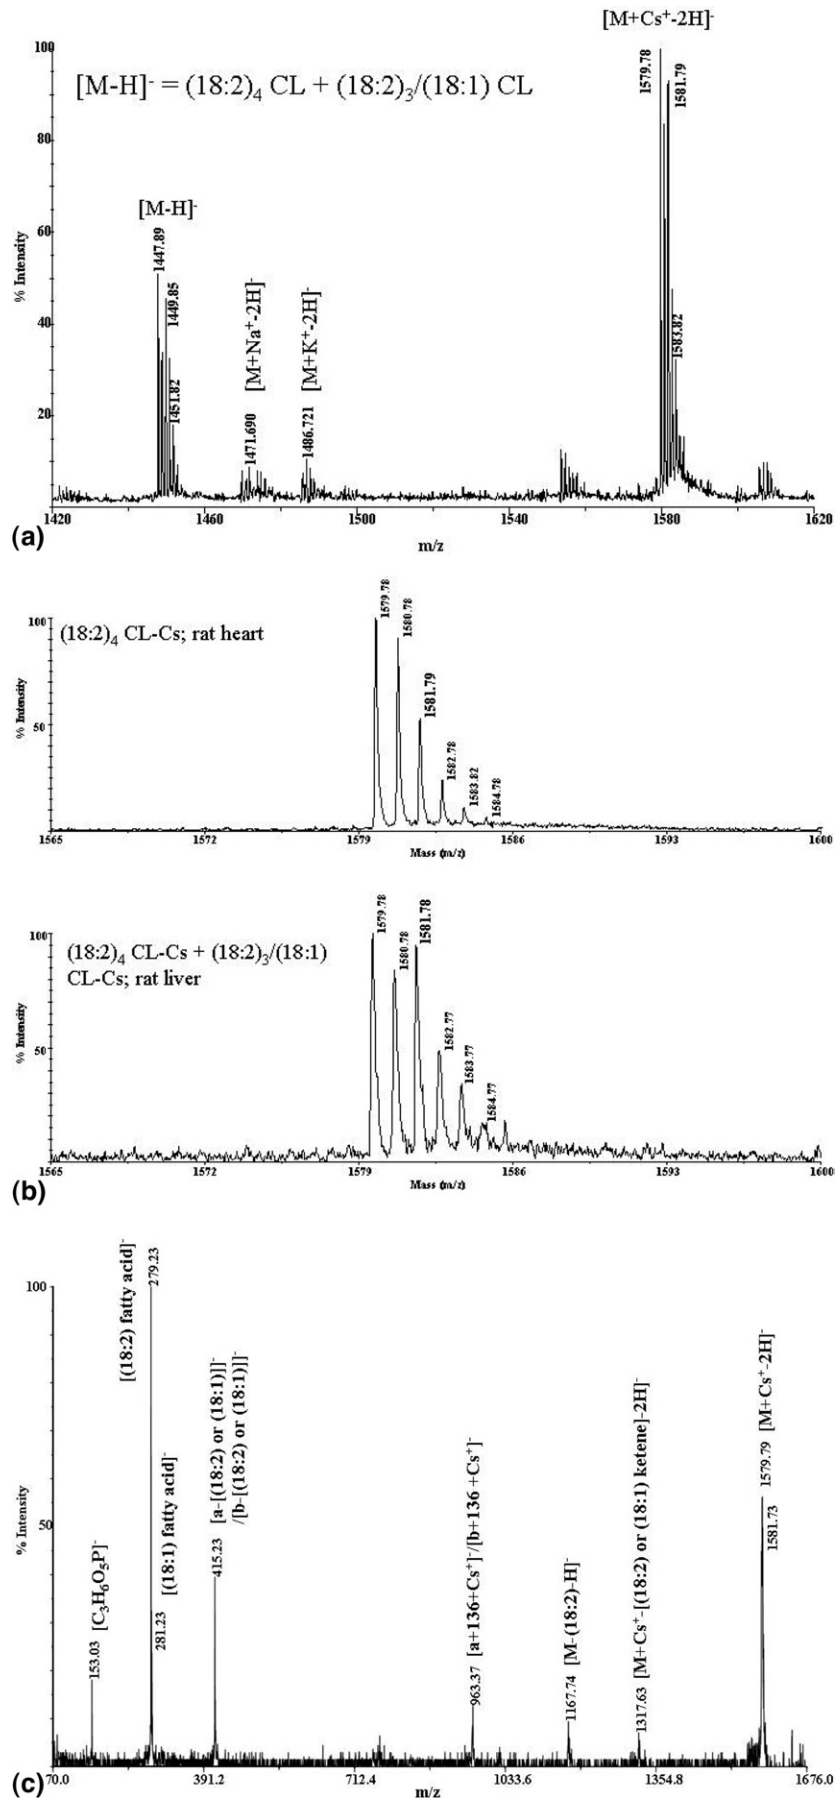 [M+Cs⁺-2H]⁻
100
1579.78
1581.79
[M-H]⁻ = (18:2)₄ CL + (18:2)₃/(18:1) CL
80
[M-H]⁻
60
1447.89
1449.85
[M+Na⁺-2H]⁻
[M+K⁺-2H]⁻
% Intensity
40
1451.82
1583.82
20
1471.690
1486.721
1420
1460
1500
1540
1580
1620
(a)
m/z
1579.78
1580.78
100
(18:2)₄ CL-Cs; rat heart
1581.79
% Intensity
50
1582.78
1583.82
1584.78
1565
1572
1579
1586
1593
1600
Mass (m/z)
1579.78
1580.78
1581.78
100
(18:2)₄ CL-Cs + (18:2)₃/(18:1)
CL-Cs; rat liver
% Intensity
50
1582.77
1583.77
1584.77
1565
1572
1579
1586
1593
1600
(b)
Mass (m/z)
[(18:2) fatty acid]⁻
279.23
100
[a-[(18:2) or (18:1)]]⁻
/[b-[(18:2) or (18:1)]]⁻
415.23
[(18:1) fatty acid]⁻
281.23
% Intensity
50
153.03 [C₃H₆O₅P]⁻
963.37 [a+136+Cs⁺]⁻/[b+136 +Cs⁺]⁻
1167.74 [M-(18:2)-H]⁻
1317.63 [M+Cs⁺-[(18:2) or (18:1) ketene]-2H]⁻
1579.79 [M+Cs⁺-2H]⁻
1581.73
70.0
391.2
712.4
1033.6
1354.8
1676.0
(c)
m/z